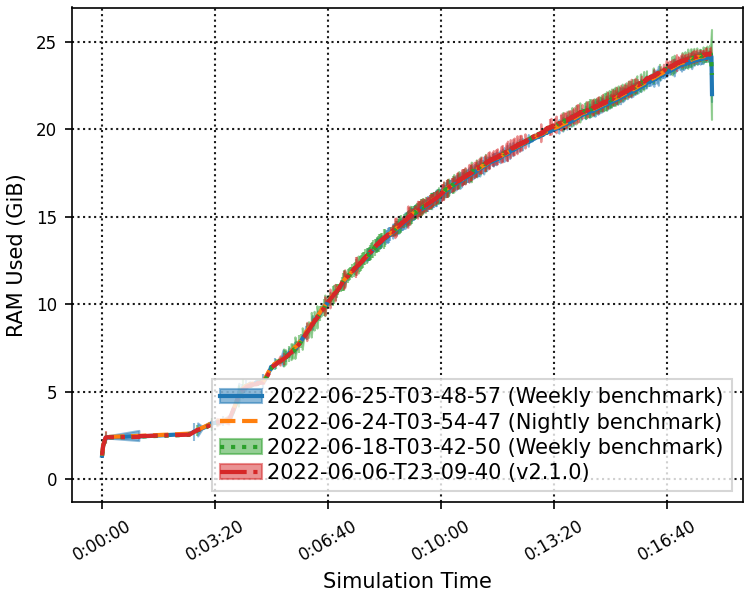 25
20
15
10
5
0
RAM Used (GiB)
2022-06-25-T03-48-57 (Weekly benchmark)
2022-06-24-T03-54-47 (Nightly benchmark)
2022-06-18-T03-42-50 (Weekly benchmark)
2022-06-06-T23-09-40 (v2.1.0)
0:00:00
0:03:20
0:06:40
0:10:00
0:13:20
0:16:40
Simulation Time